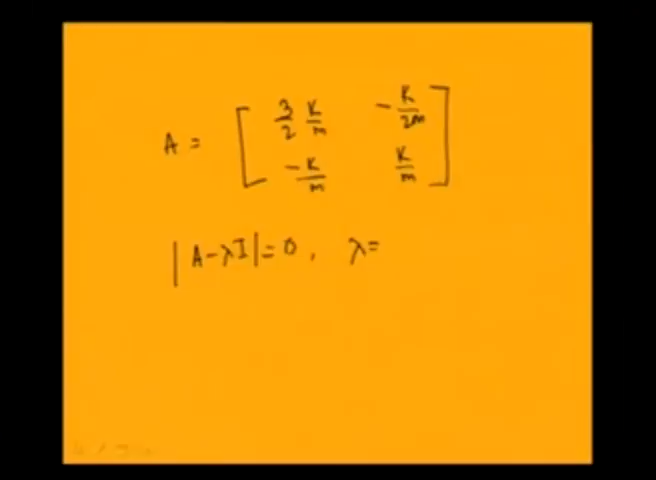 A = [ 3/2 K/m  -K/2m
-K/m  K/m ]
|A-λI|=0, λ=